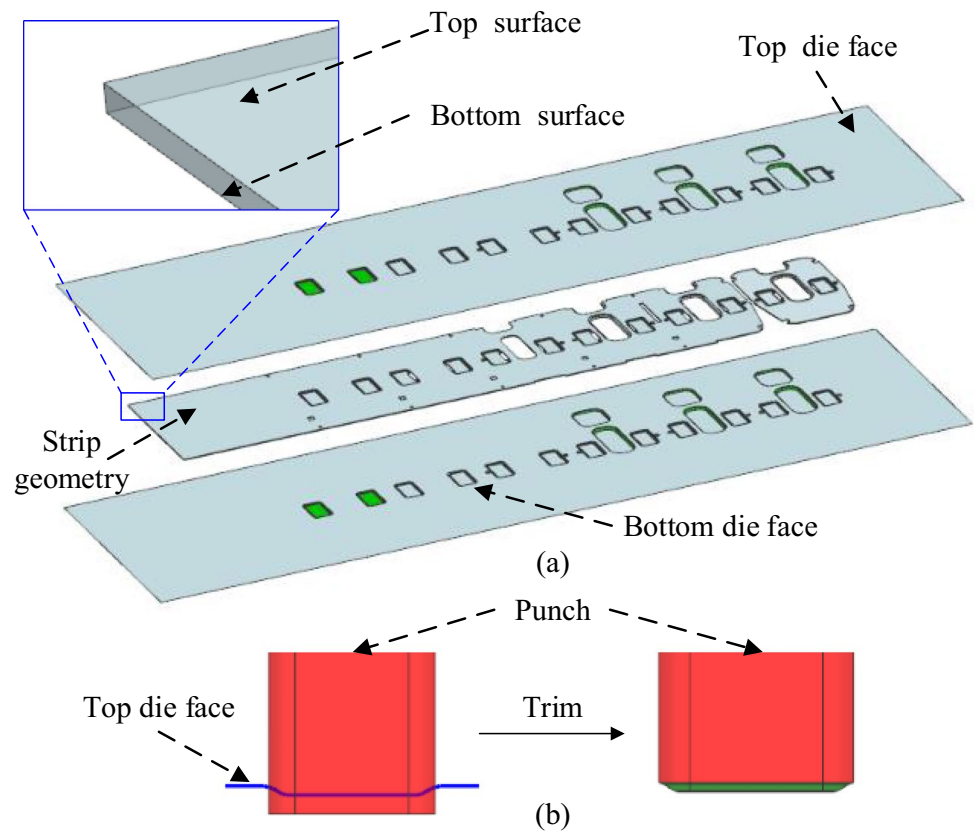 Top surface
Top die face
Bottom surface
Strip
geometry
Bottom die face
(a)
Punch
Top die face
Trim
(b)